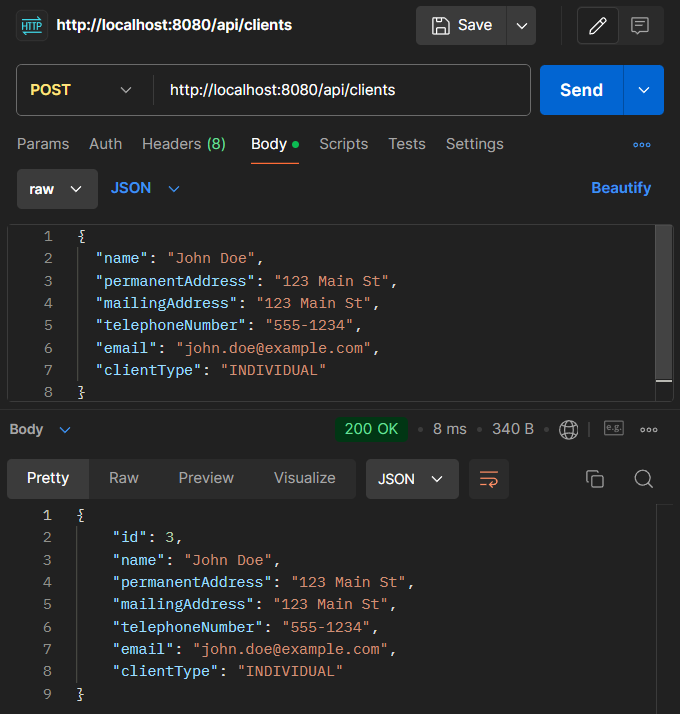 HTTP http://localhost:8080/api/clients Save
POST http://localhost:8080/api/clients Send
Params Auth Headers (8) Body Scripts Tests Settings
raw JSON Beautify
1 {
2 "name": "John Doe",
3 "permanentAddress": "123 Main St",
4 "mailingAddress": "123 Main St",
5 "telephoneNumber": "555-1234",
6 "email": "john.doe@example.com",
7 "clientType": "INDIVIDUAL"
8 }
Body 200 OK • 8 ms • 340 B • e.g.
Pretty Raw Preview Visualize JSON
1 {
2 "id": 3,
3 "name": "John Doe",
4 "permanentAddress": "123 Main St",
5 "mailingAddress": "123 Main St",
6 "telephoneNumber": "555-1234",
7 "email": "john.doe@example.com",
8 "clientType": "INDIVIDUAL"
9 }